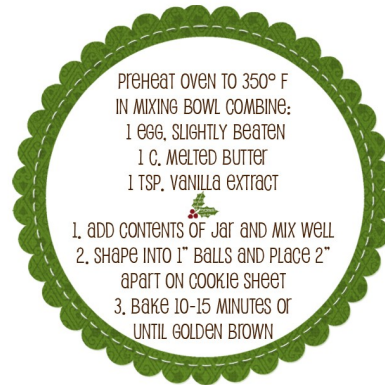 PREHEAT OVEN TO 350° F
IN MIXING BOWL COMBINE:
1 EGG, SLIGHTLY BEATEN
1 C. MELTED BUTTER
1 TSP. VANILLA EXTRACT
1. ADD CONTENTS OF JAR AND MIX WELL
2. SHAPE INTO 1" BALLS AND PLACE 2"
APART ON COOKIE SHEET
3. BAKE 10-15 MINUTES OR
UNTIL GOLDEN BROWN